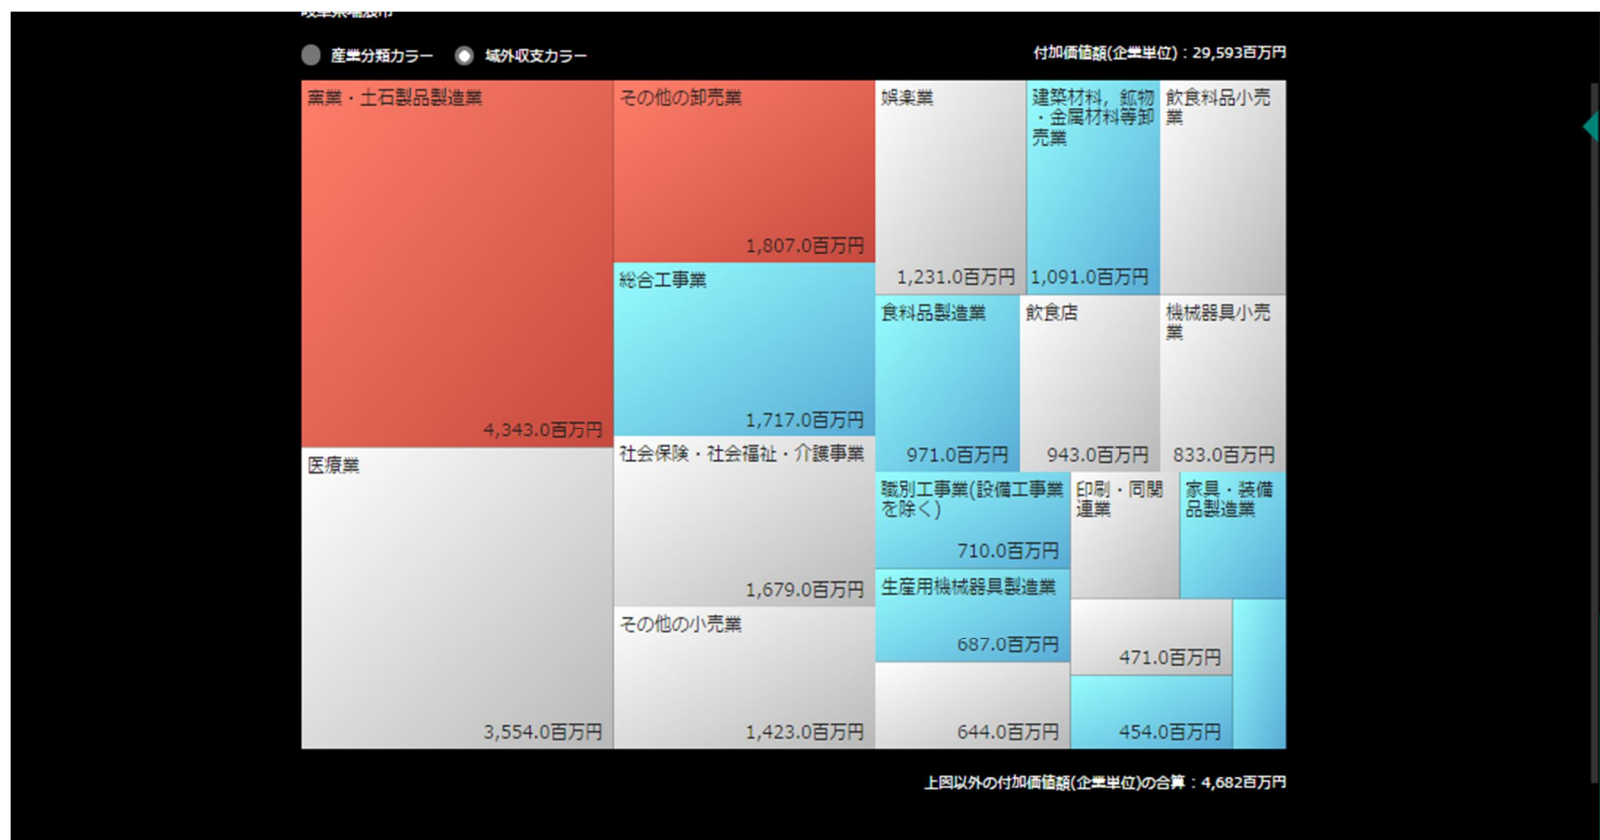 岐阜県瑞浪市
産業分類カラー 域外収支カラー 付加価値額(企業単位)：29,593百万円
窯業・土石製品製造業
4,343.0百万円
医療業
3,554.0百万円
その他の卸売業
1,807.0百万円
総合工事業
1,717.0百万円
社会保険・社会福祉・介護事業
1,679.0百万円
その他の小売業
1,423.0百万円
娯楽業
1,231.0百万円
建築材料，鉱物
・金属材料等卸
売業
1,091.0百万円
飲食料品小売
業
食料品製造業
971.0百万円
飲食店
943.0百万円
機械器具小売
業
833.0百万円
職別工事業(設備工事業
を除く)
710.0百万円
印刷・同関
連業
家具・装備
品製造業
生産用機械器具製造業
687.0百万円
644.0百万円
471.0百万円
454.0百万円
上図以外の付加価値額(企業単位)の合算：4,682百万円